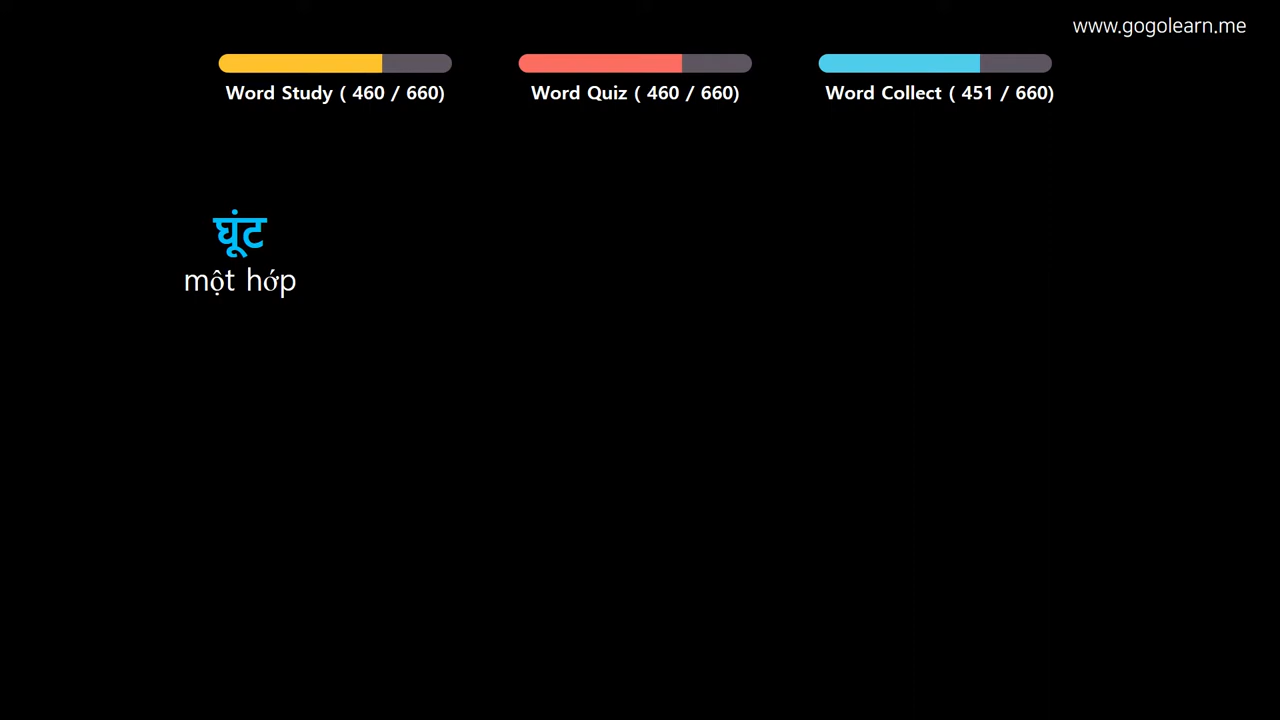 www.gogolearn.me
Word Study ( 460 / 660)
Word Quiz ( 460 / 660)
Word Collect ( 451 / 660)
घूंट
một hớp